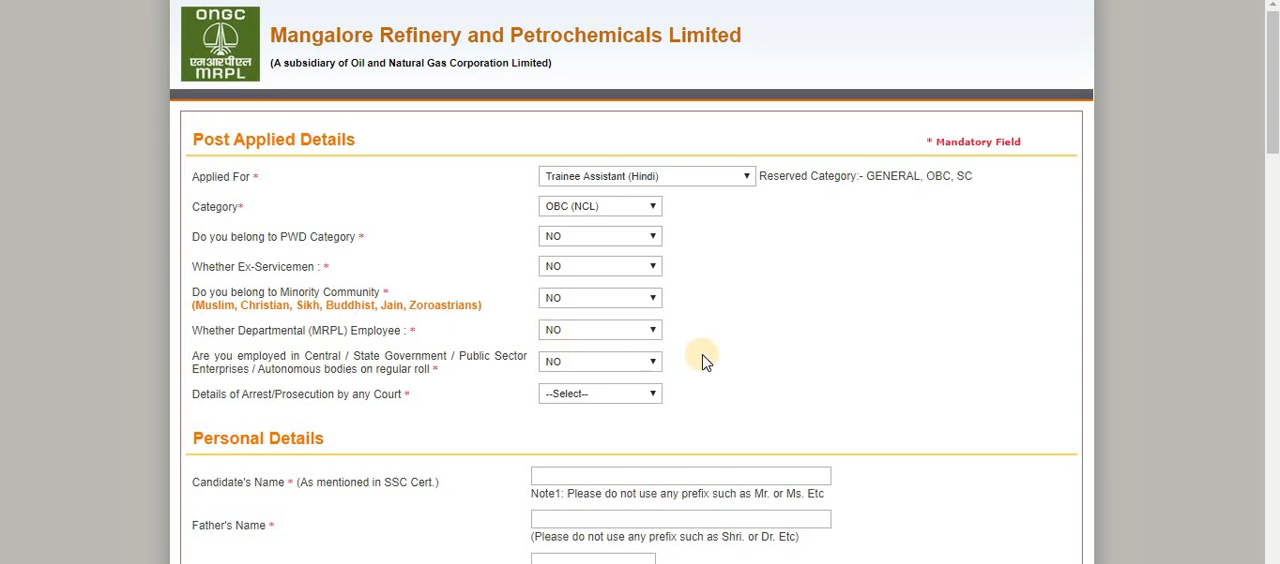 ONGC
एमआरपीएल
MRPL
Mangalore Refinery and Petrochemicals Limited
(A subsidiary of Oil and Natural Gas Corporation Limited)
Post Applied Details
* Mandatory Field
Applied For *
Trainee Assistant (Hindi)
Reserved Category:- GENERAL, OBC, SC
Category*
OBC (NCL)
Do you belong to PWD Category *
NO
Whether Ex-Servicemen : *
NO
Do you belong to Minority Community *
(Muslim, Christian, Sikh, Buddhist, Jain, Zoroastrians)
NO
Whether Departmental (MRPL) Employee : *
NO
Are you employed in Central / State Government / Public Sector
Enterprises / Autonomous bodies on regular roll *
NO
Details of Arrest/Prosecution by any Court *
--Select--
Personal Details
Candidate's Name * (As mentioned in SSC Cert.)
Note1: Please do not use any prefix such as Mr. or Ms. Etc
Father's Name *
(Please do not use any prefix such as Shri. or Dr. Etc)